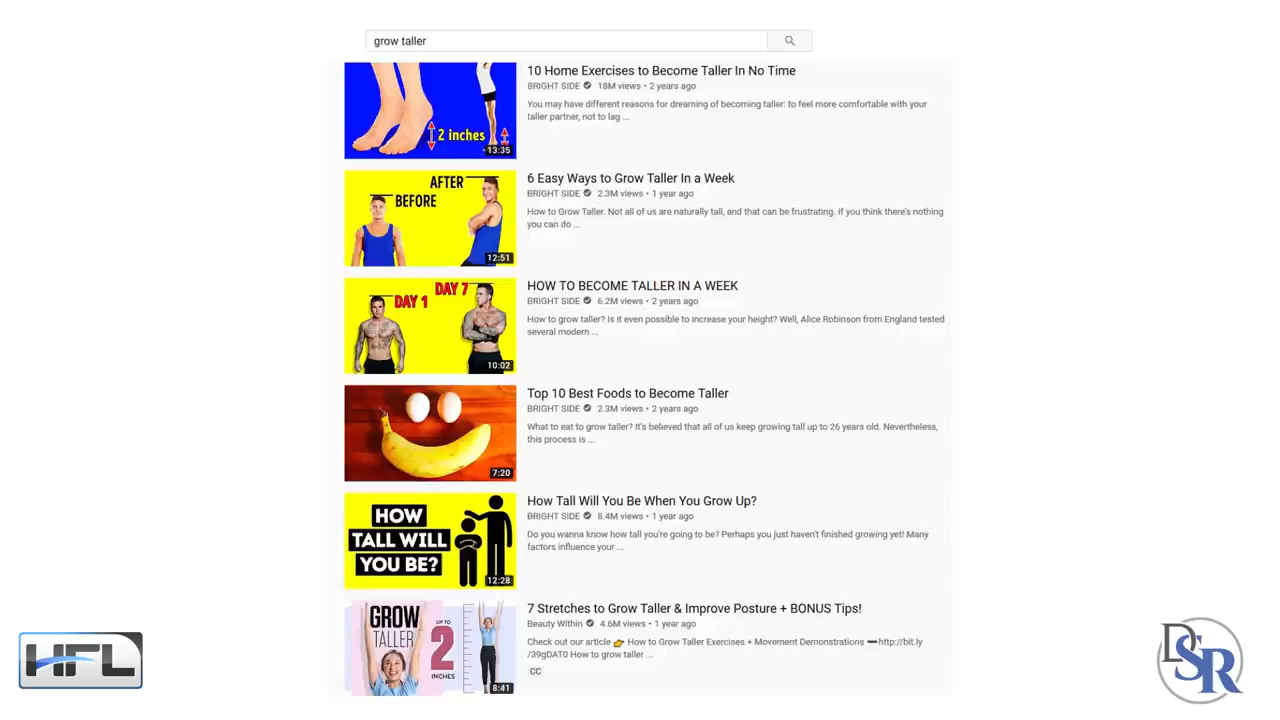 grow taller
10 Home Exercises to Become Taller In No Time
BRIGHT SIDE 18M views • 2 years ago
You may have different reasons for dreaming of becoming taller: to feel more comfortable with your
taller partner, not to lag ...
2 inches
13:35
6 Easy Ways to Grow Taller In a Week
BRIGHT SIDE 2.3M views • 1 year ago
How to Grow Taller. Not all of us are naturally tall, and that can be frustrating. If you think there's nothing
you can do ...
AFTER
BEFORE
12:51
HOW TO BECOME TALLER IN A WEEK
BRIGHT SIDE 6.2M views • 2 years ago
How to grow taller? Is it even possible to increase your height? Well, Alice Robinson from England tested
several modern ...
DAY 1
DAY 7
10:02
Top 10 Best Foods to Become Taller
BRIGHT SIDE 2.3M views • 2 years ago
What to eat to grow taller? It's believed that all of us keep growing tall up to 26 years old. Nevertheless,
this process is ...
7:20
How Tall Will You Be When You Grow Up?
BRIGHT SIDE 8.4M views • 1 year ago
Do you wanna know how tall you're going to be? Perhaps you just haven't finished growing yet! Many
factors influence your ...
HOW
TALL WILL
YOU BE?
12:28
7 Stretches to Grow Taller & Improve Posture + BONUS Tips!
Beauty Within 4.6M views • 1 year ago
Check out our article 👉 How to Grow Taller Exercises + Movement Demonstrations ➖http://bit.ly
/39gDAT0 How to grow taller ...
CC
GROW
TALLER
UP TO
2
INCHES
8:41
HFL
DSR